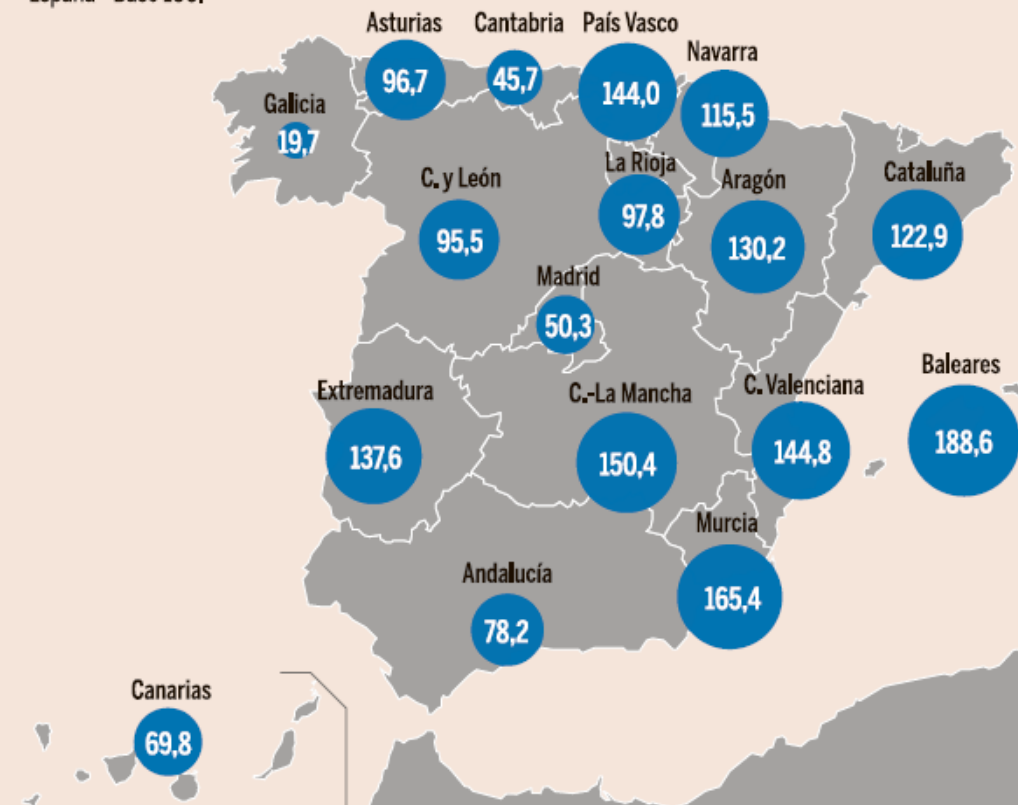 Asturias
96,7
Cantabria
45,7
País Vasco
144,0
Navarra
115,5
Galicia
19,7
La Rioja
97,8
C. y León
95,5
Aragón
130,2
Cataluña
122,9
Madrid
50,3
Baleares
188,6
Extremadura
137,6
C.-La Mancha
150,4
C. Valenciana
144,8
Murcia
165,4
Andalucía
78,2
Canarias
69,8